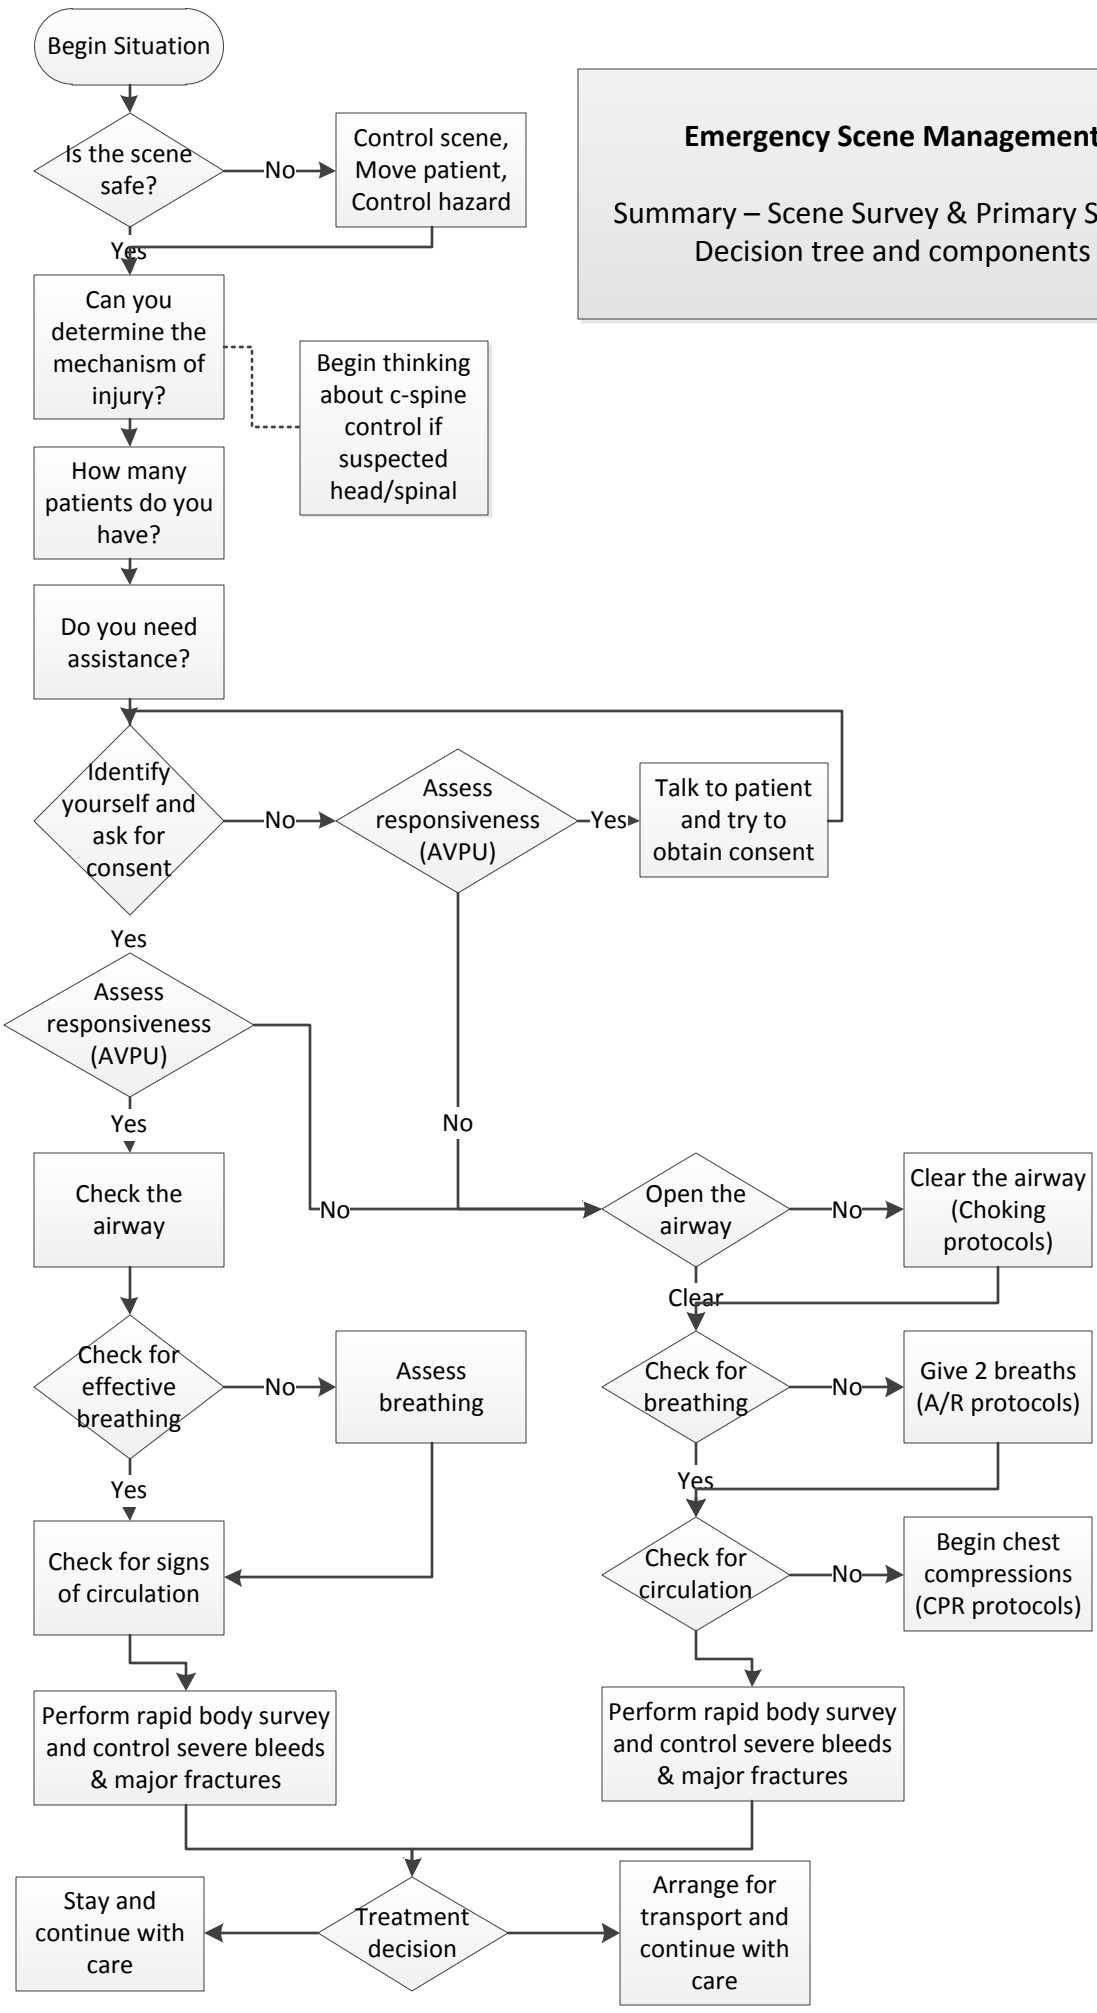 Begin Situation
Is the scene
safe?
No
Control scene,
Move patient,
Control hazard
Emergency Scene Management
Summary – Scene Survey & Primary S
Decision tree and components
Yes
Can you
determine the
mechanism of
injury?
Begin thinking
about c-spine
control if
suspected
head/spinal
How many
patients do you
have?
Do you need
assistance?
Identify
yourself and
ask for
consent
No
Assess
responsiveness
(AVPU)
Yes
Talk to patient
and try to
obtain consent
Yes
Assess
responsiveness
(AVPU)
Yes
No
No
Check the
airway
Open the
airway
No
Clear the airway
(Choking
protocols)
Clear
Check for
effective
breathing
No
Assess
breathing
Check for
breathing
No
Give 2 breaths
(A/R protocols)
Yes
Yes
Check for signs
of circulation
Check for
circulation
No
Begin chest
compressions
(CPR protocols)
Perform rapid body survey
and control severe bleeds
& major fractures
Perform rapid body survey
and control severe bleeds
& major fractures
Stay and
continue with
care
Treatment
decision
Arrange for
transport and
continue with
care